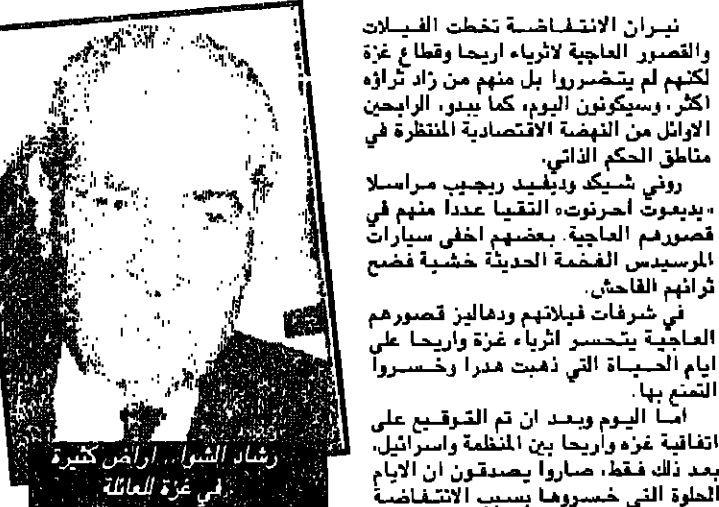 نيران الانتفاضة تخطت الفيلات
والقصور العاجية لاثرياء اريحا وقطاع غزة
لكنهم لم يتضرروا بل منهم من زاد ثراؤه
اكثر، وسيكونون اليوم، كما يبدو، الرابحين
الاوائل من النهضة الاقتصادية المنتظرة في
مناطق الحكم الذاتي.
روني شيكد وديفيد ريجيب مراسلا
«يديعوت احرنوت» التقيا عددا منهم في
قصورهم العاجية. بعضهم اخفى سيارات
المرسيدس الفخمة الحديثة خشية فضح
ثرائهم الفاحش.
في شرفات فيلاتهم ودهاليز قصورهم
العاجية يتحسر اثرياء غزة واريحا على
ايام الحياة التي ذهبت هدرا وخسروا
التمتع بها.
اما اليوم وبعد ان تم التوقيع على
اتفاقية غزه واريحا بين المنظمة واسرائيل،
بعد ذلك فقط، صاروا يصدقون ان الايام
الحلوة التي خسروها بسبب الانتفاضة
رشاد الشوا.. اراض كثيرة
في غزة للعائلة